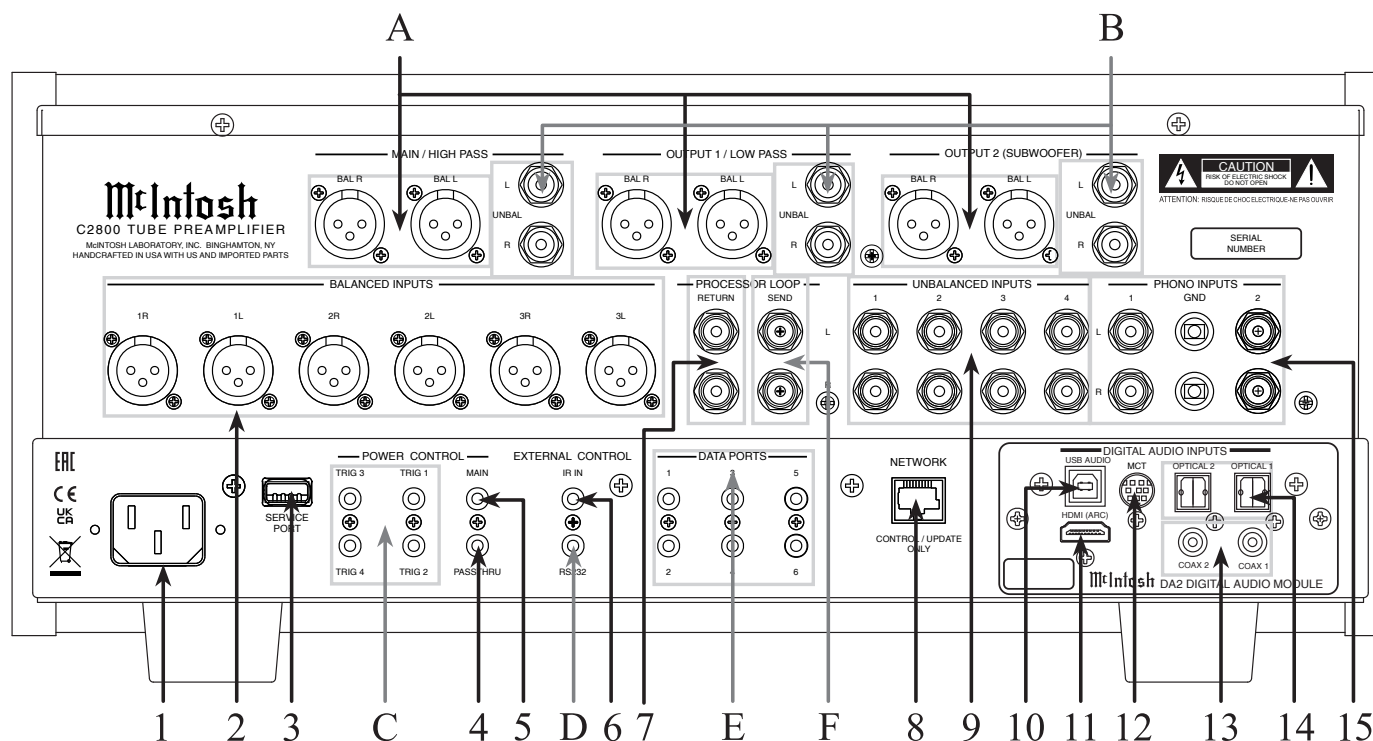 A B
MAIN / HIGH PASS OUTPUT 1 / LOW PASS OUTPUT 2 (SUBWOOFER)
BAL R BAL L L BAL R BAL L L BAL R BAL L L
UNBAL UNBAL UNBAL
R R R
CAUTION
RISK OF ELECTRIC SHOCK
DO NOT OPEN
ATTENTION: RISQUE DE CHOC ELECTRIQUE-NE PAS OUVRIR
McIntosh
C2800 TUBE PREAMPLIFIER
McINTOSH LABORATORY, INC. BINGHAMTON, NY
HANDCRAFTED IN USA WITH US AND IMPORTED PARTS
SERIAL
NUMBER
BALANCED INPUTS PROCESSOR LOOP UNBALANCED INPUTS PHONO INPUTS
1R 1L 2R 2L 3R 3L RETURN SEND 1 2 3 4 1 GND 2
L L
R R
EAC
CE
UK
CA
SERVICE
PORT
POWER CONTROL EXTERNAL CONTROL DATA PORTS
TRIG 3 TRIG 1 MAIN IR IN 1 3 5
TRIG 4 TRIG 2 PASSTHRU RS232 2 4 6
NETWORK
CONTROL / UPDATE
ONLY
DIGITAL AUDIO INPUTS
USB AUDIO MCT OPTICAL 2 OPTICAL 1
HDMI (ARC)
COAX 2 COAX 1
McIntosh DA2 DIGITAL AUDIO MODULE
1 2 3 C 4 5 D 6 7 E F 8 9 10 11 12 13 14 15